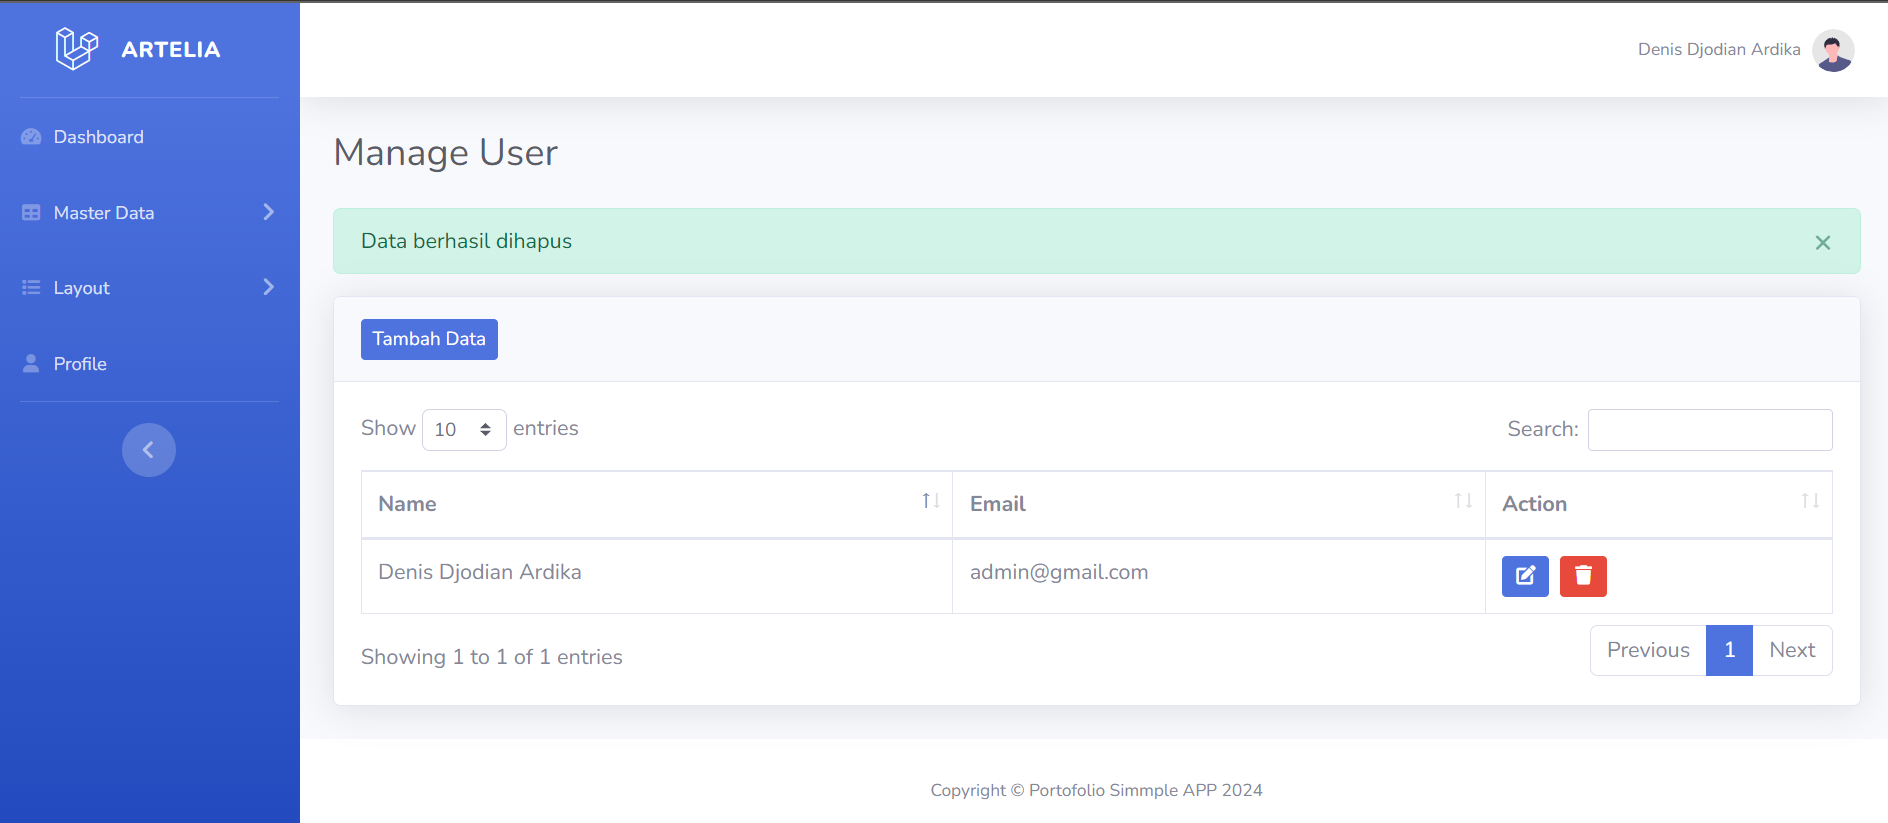 ARTELIA
Denis Djodian Ardika
Dashboard
Master Data
Layout
Profile
Manage User
Data berhasil dihapus
×
Tambah Data
Show 10 entries
Search:
Name Email Action
Denis Djodian Ardika admin@gmail.com
Showing 1 to 1 of 1 entries
Previous 1 Next
Copyright © Portofolio Simmple APP 2024